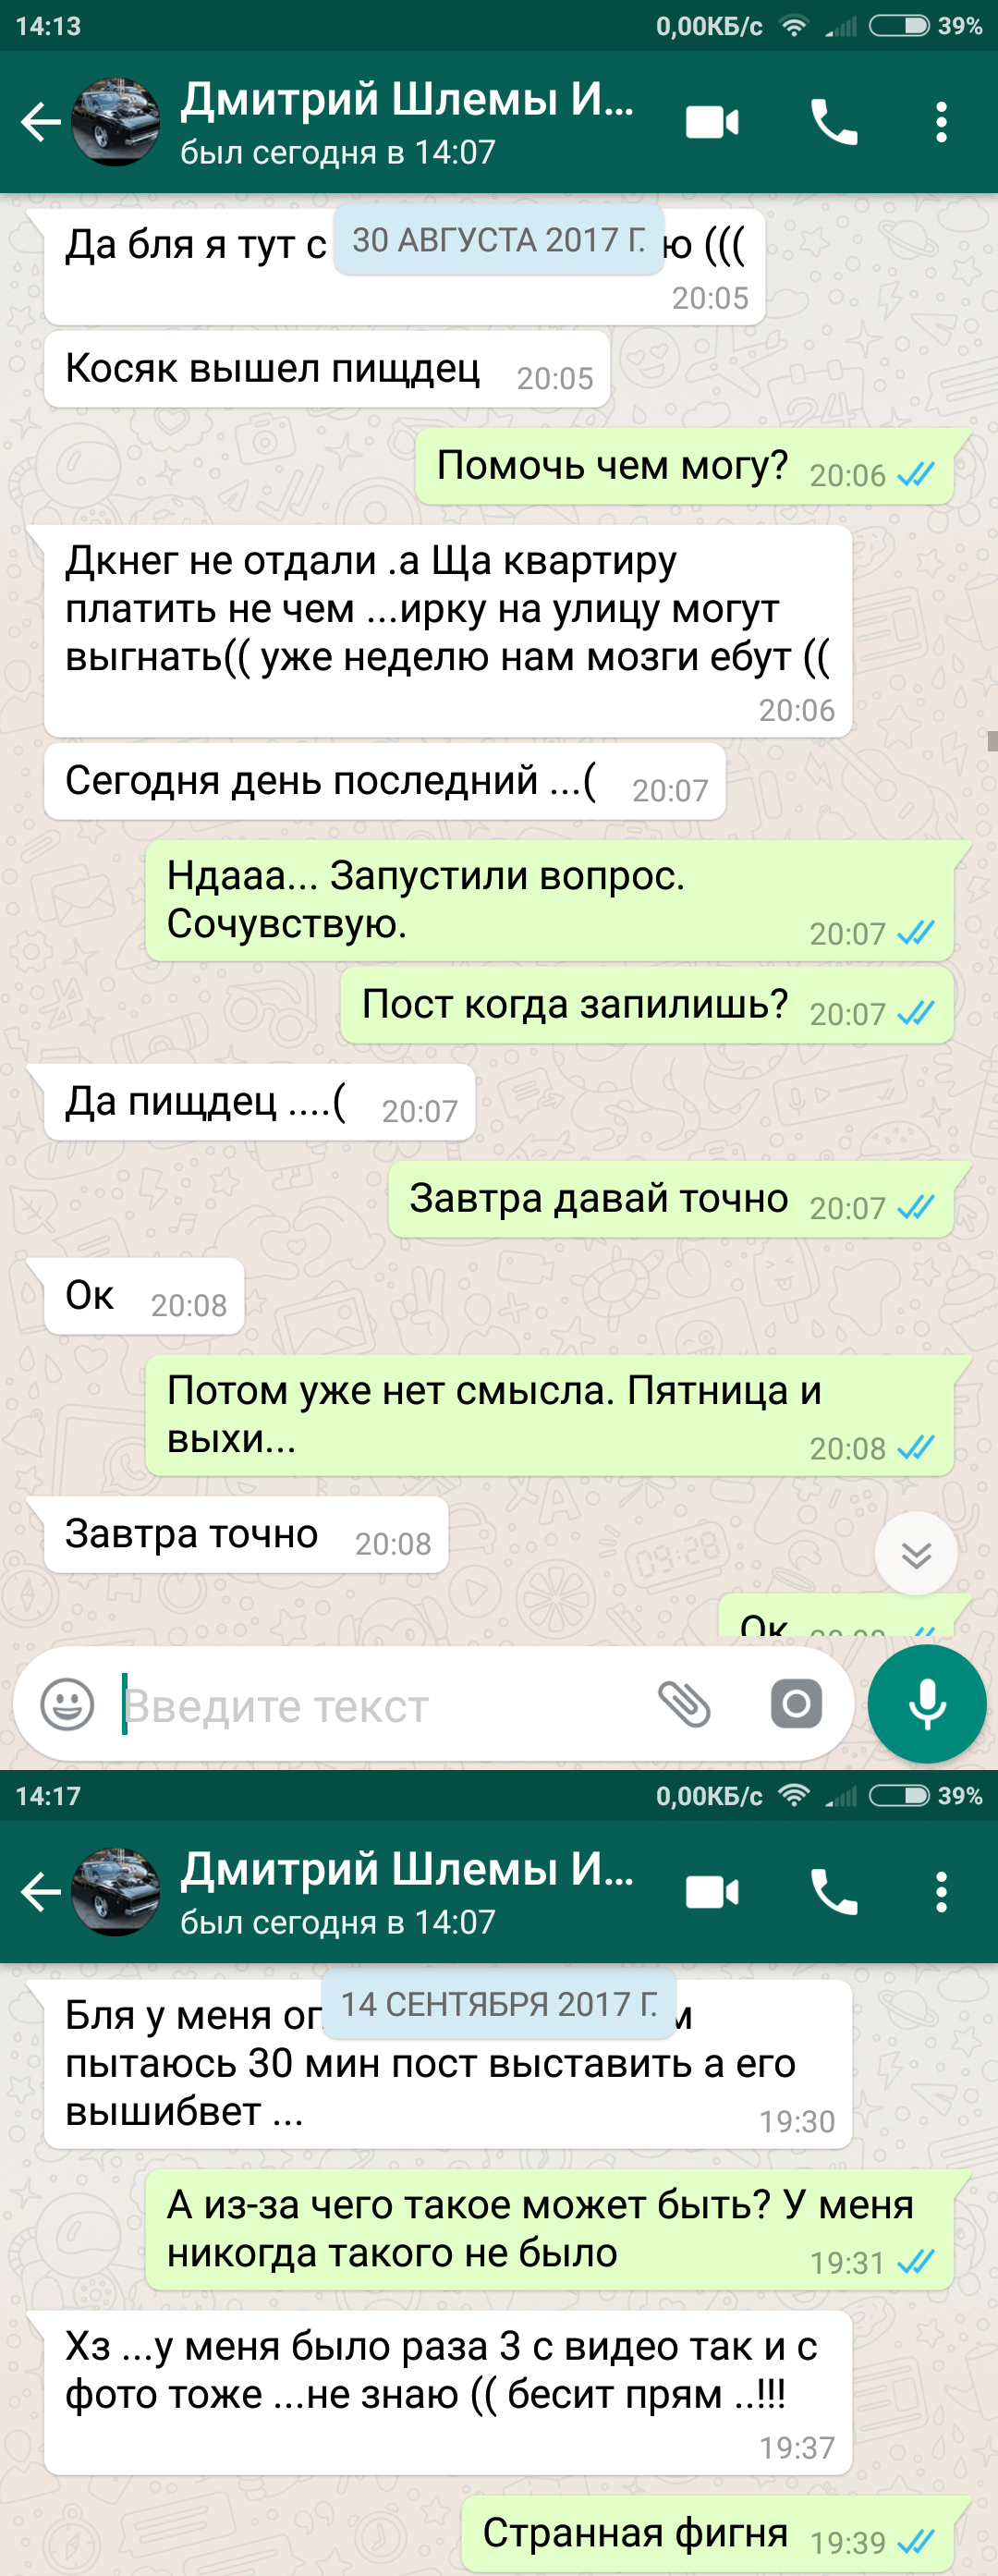 14:13 0,00КБ/с 39%
Дмитрий Шлемы И...
был сегодня в 14:07
30 АВГУСТА 2017 Г.
Да бля я тут с ю (((
20:05
Косяк вышел пищдец 20:05
Помочь чем могу? 20:06
Дкнег не отдали .а Ща квартиру
платить не чем ...ирку на улицу могут
выгнать(( уже неделю нам мозги ебут ((
20:06
Сегодня день последний ...( 20:07
Ндааа... Запустили вопрос.
Сочувствую. 20:07
Пост когда запилишь? 20:07
Да пищдец ....( 20:07
Завтра давай точно 20:07
Ок 20:08
Потом уже нет смысла. Пятница и
выхи... 20:08
Завтра точно 20:08
Ок
Введите текст
14:17 0,00КБ/с 39%
Дмитрий Шлемы И...
был сегодня в 14:07
14 СЕНТЯБРЯ 2017 Г.
Бля у меня оп м
пытаюсь 30 мин пост выставить а его
вышибвет ... 19:30
А из-за чего такое может быть? У меня
никогда такого не было 19:31
Хз ...у меня было раза 3 с видео так и с
фото тоже ...не знаю (( бесит прям ..!!!
19:37
Странная фигня 19:39